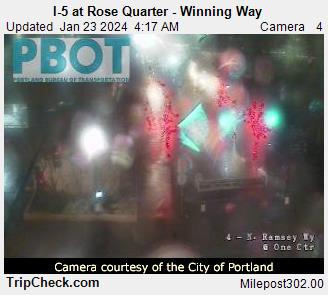 I-5 at Rose Quarter - Winning Way
Updated Jan 23 2024 4:17 AM Camera 4
PBOT
PORTLAND BUREAU OF TRANSPORTATION
4 - N. Ramsey Wy
@ One Ctr
Camera courtesy of the City of Portland
TripCheck.com Milepost302.00